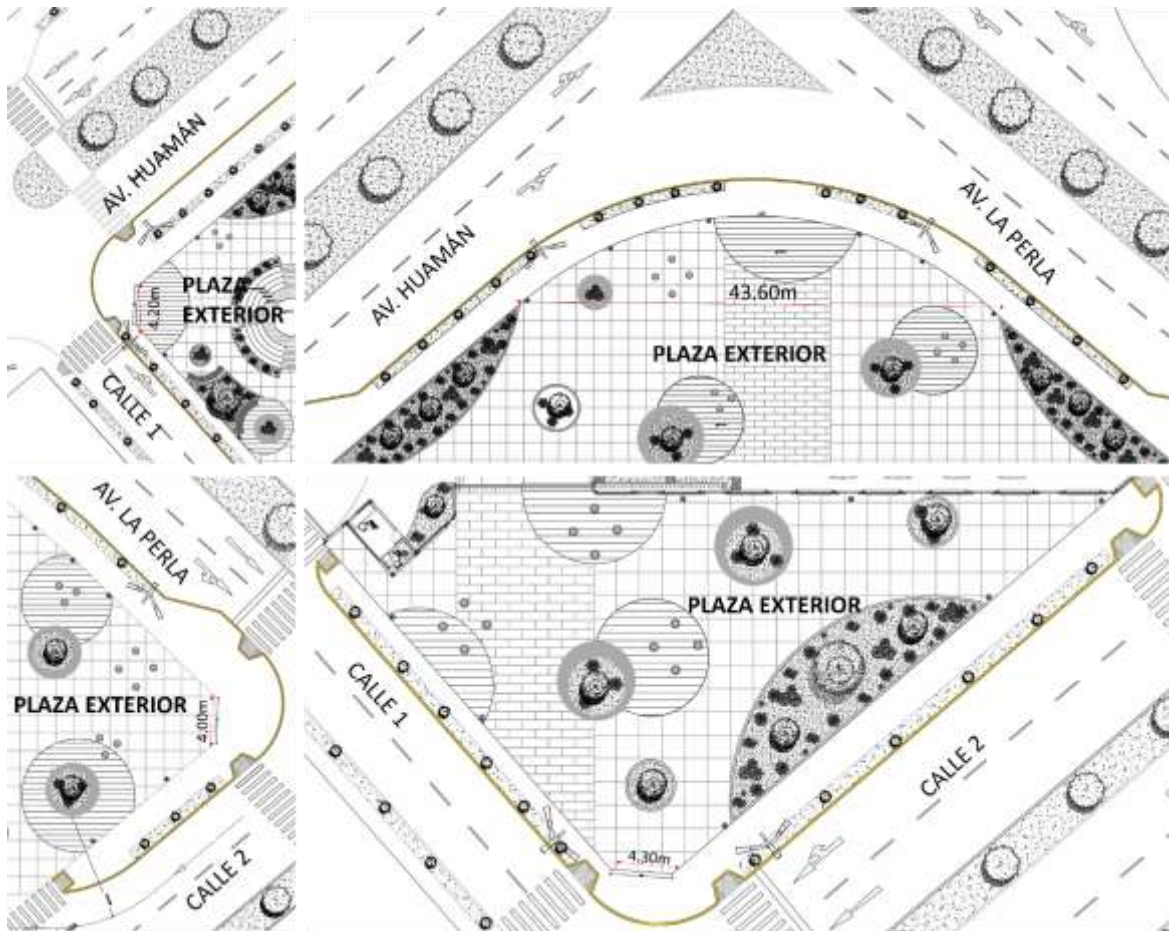 AV. HUAMÁN
PLAZA
EXTERIOR
4.20m
CALLE 1
AV. HUAMÁN
AV. LA PERLA
43.60m
PLAZA EXTERIOR
AV. LA PERLA
PLAZA EXTERIOR
4.00m
CALLE 2
PLAZA EXTERIOR
CALLE 1
CALLE 2
4.30m